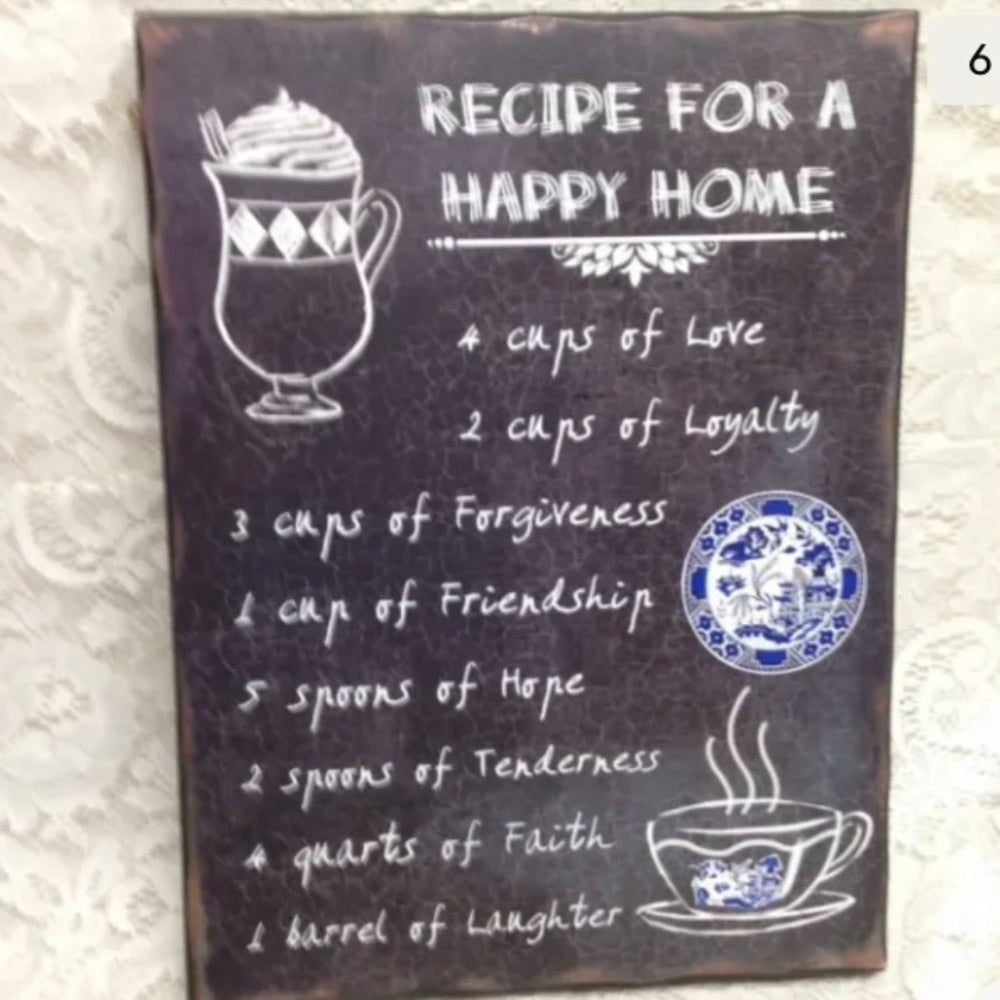 6
RECIPE FOR A
HAPPY HOME
4 cups of Love
2 cups of Loyalty
3 cups of Forgiveness
1 cup of Friendship
5 spoons of Hope
2 spoons of Tenderness
4 quarts of Faith
1 barrel of Laughter